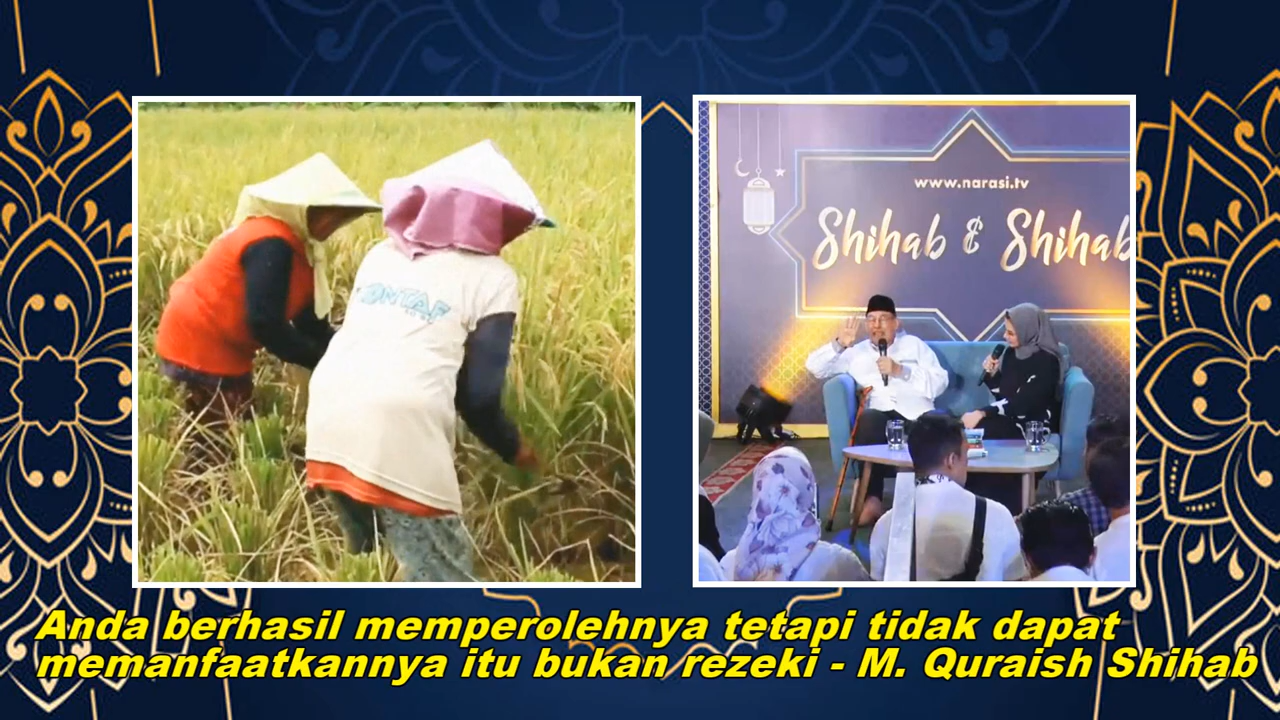 www.narasi.tv
Shihab & Shihab
Anda berhasil memperolehnya tetapi tidak dapat
memanfaatkannya itu bukan rezeki - M. Quraish Shihab